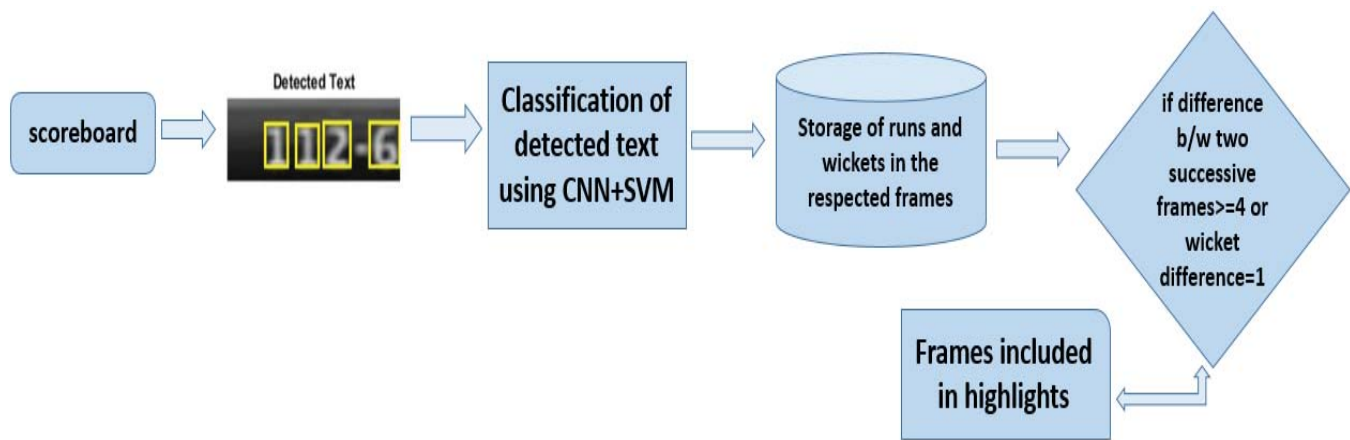 scoreboard
Detected Text
112-6
Classification of
detected text
using CNN+SVM
Storage of runs and
wickets in the
respected frames
if difference
b/w two
successive
frames>=4 or
wicket
difference=1
Frames included
in highlights